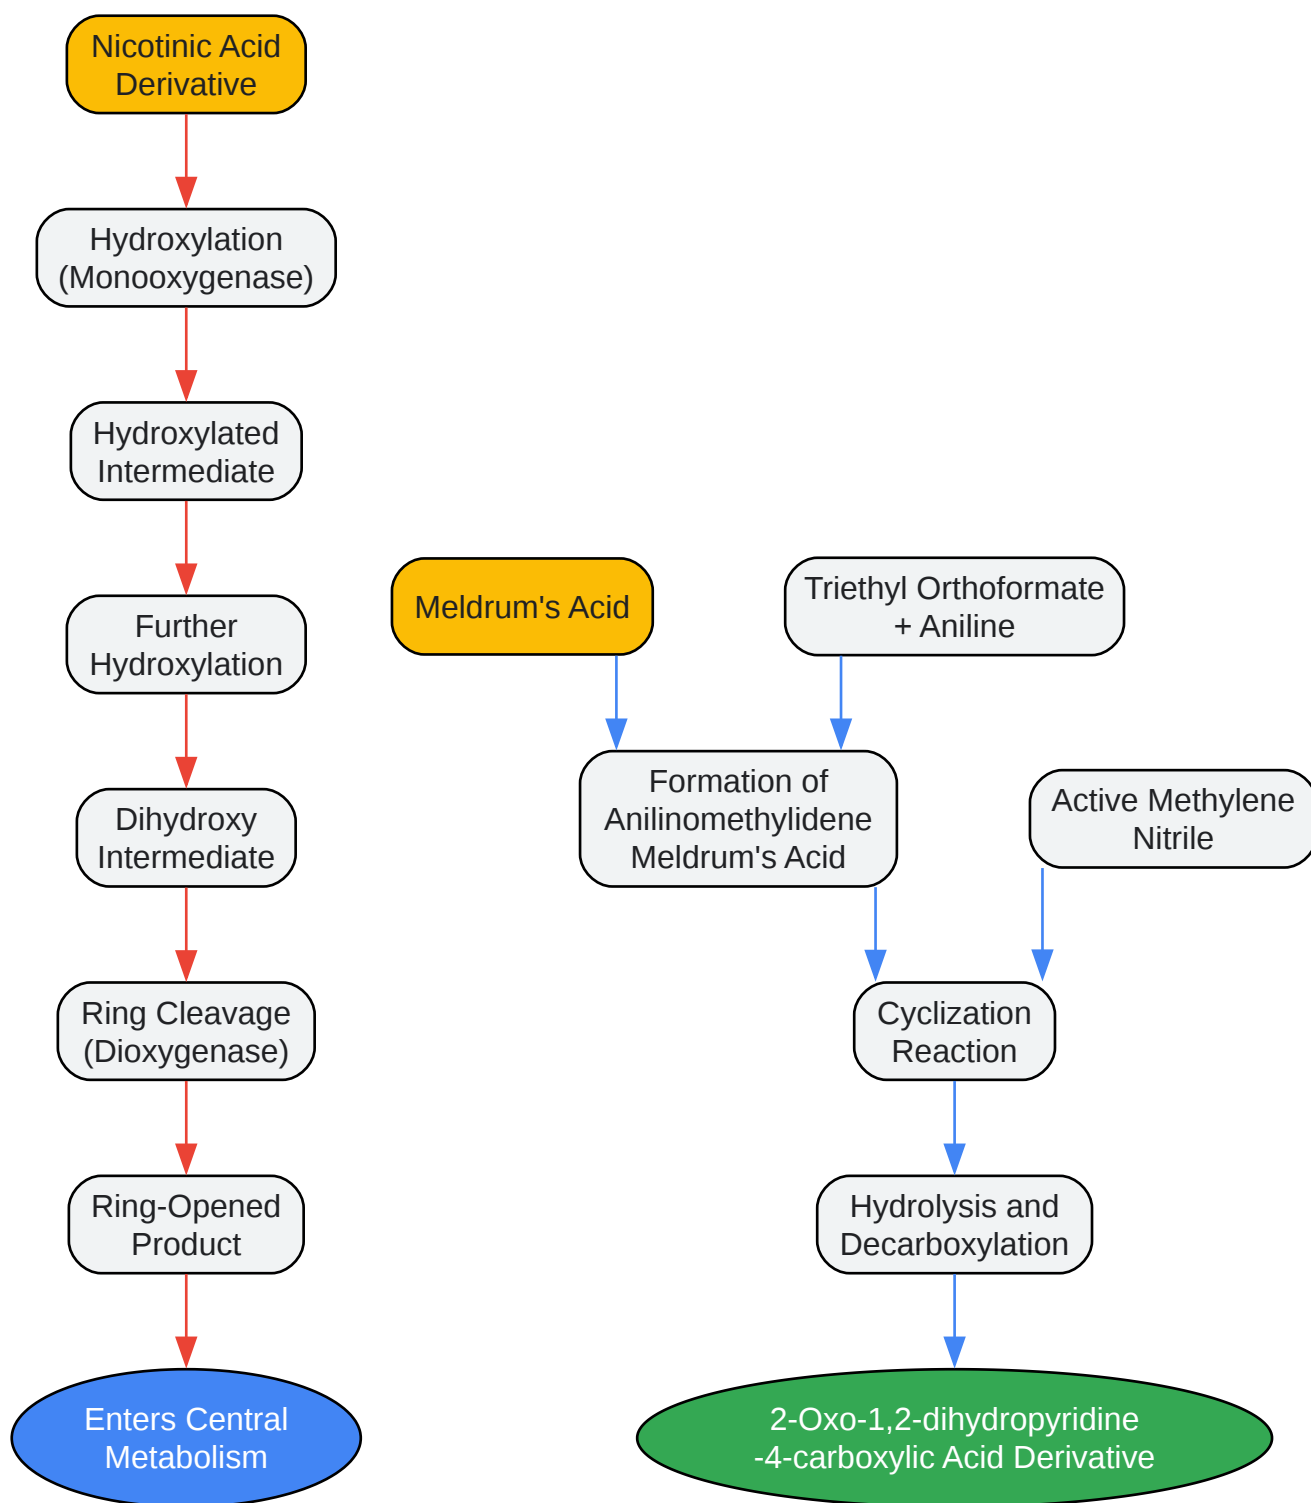 Nicotinic Acid
Derivative
Hydroxylation
(Monooxygenase)
Hydroxylated
Intermediate
Further
Hydroxylation
Dihydroxy
Intermediate
Ring Cleavage
(Dioxygenase)
Ring-Opened
Product
Enters Central
Metabolism
Meldrum's Acid
Triethyl Orthoformate
+ Aniline
Formation of
Anilinomethylidene
Meldrum's Acid
Active Methylene
Nitrile
Cyclization
Reaction
Hydrolysis and
Decarboxylation
2-Oxo-1,2-dihydropyridine
-4-carboxylic Acid Derivative